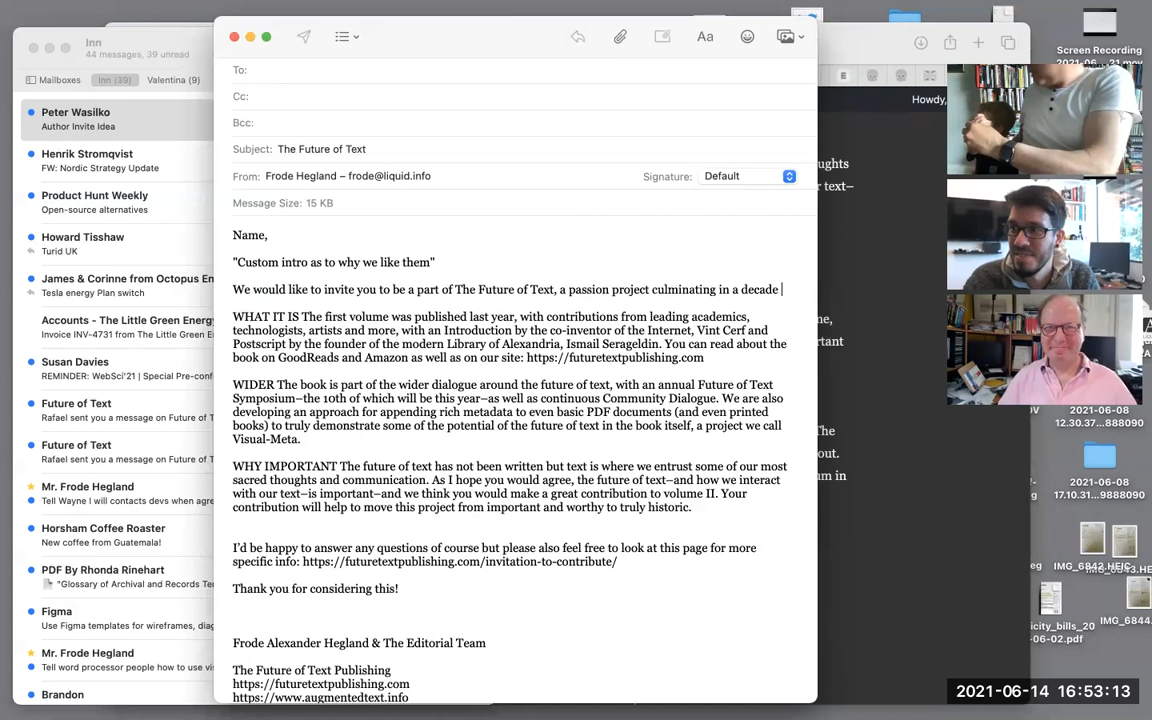 Inn
44 messages, 39 unread
Mailboxes
Inn (39)
Valentina (9)
Peter Wasilko
Author Invite Idea
Henrik Stromqvist
FW: Nordic Strategy Update
Product Hunt Weekly
Open-source alternatives
Howard Tisshaw
Turid UK
James & Corinne from Octopus En
Tesla energy Plan switch
Accounts - The Little Green Energy
Invoice INV-4731 from The Little Green E
Susan Davies
REMINDER: WebSci'21 | Special Pre-conf
Future of Text
Rafael sent you a message on Future of T
Future of Text
Rafael sent you a message on Future of T
Mr. Frode Hegland
Tell Wayne I will contacts devs when agre
Horsham Coffee Roaster
New coffee from Guatemala!
PDF By Rhonda Rinehart
"Glossary of Archival and Records Ter
Figma
Use Figma templates for wireframes, diag
Mr. Frode Hegland
Tell word processor people how to use vis
Brandon
Aa
To:
Cc:
Bcc:
Subject: The Future of Text
From: Frode Hegland – frode@liquid.info
Signature: Default
Message Size: 15 KB
Name,
"Custom intro as to why we like them"
We would like to invite you to be a part of The Future of Text, a passion project culminating in a decade
WHAT IT IS The first volume was published last year, with contributions from leading academics,
technologists, artists and more, with an Introduction by the co-inventor of the Internet, Vint Cerf and
Postscript by the founder of the modern Library of Alexandria, Ismail Serageldin. You can read about the
book on GoodReads and Amazon as well as on our site: https://futuretextpublishing.com
WIDER The book is part of the wider dialogue around the future of text, with an annual Future of Text
Symposium–the 10th of which will be this year–as well as continuous Community Dialogue. We are also
developing an approach for appending rich metadata to even basic PDF documents (and even printed
books) to truly demonstrate some of the potential of the future of text in the book itself, a project we call
Visual-Meta.
WHY IMPORTANT The future of text has not been written but text is where we entrust some of our most
sacred thoughts and communication. As I hope you would agree, the future of text–and how we interact
with our text–is important–and we think you would make a great contribution to volume II. Your
contribution will help to move this project from important and worthy to truly historic.
I'd be happy to answer any questions of course but please also feel free to look at this page for more
specific info: https://futuretextpublishing.com/invitation-to-contribute/
Thank you for considering this!
Frode Alexander Hegland & The Editorial Team
The Future of Text Publishing
https://futuretextpublishing.com
https://www.augmentedtext.info
E
Howdy,
ughts
r text–
ne,
rtant
The
out.
um in
Screen Recording
2021-06...21.mov
2021-06-08
12.30.37...888090
2021-06-08
17.10.31...9888090
eg
IMG_6842.HEIC
IMG_6844.
icity_bills_20
-06-02.pdf
2021-06-14 16:53:13